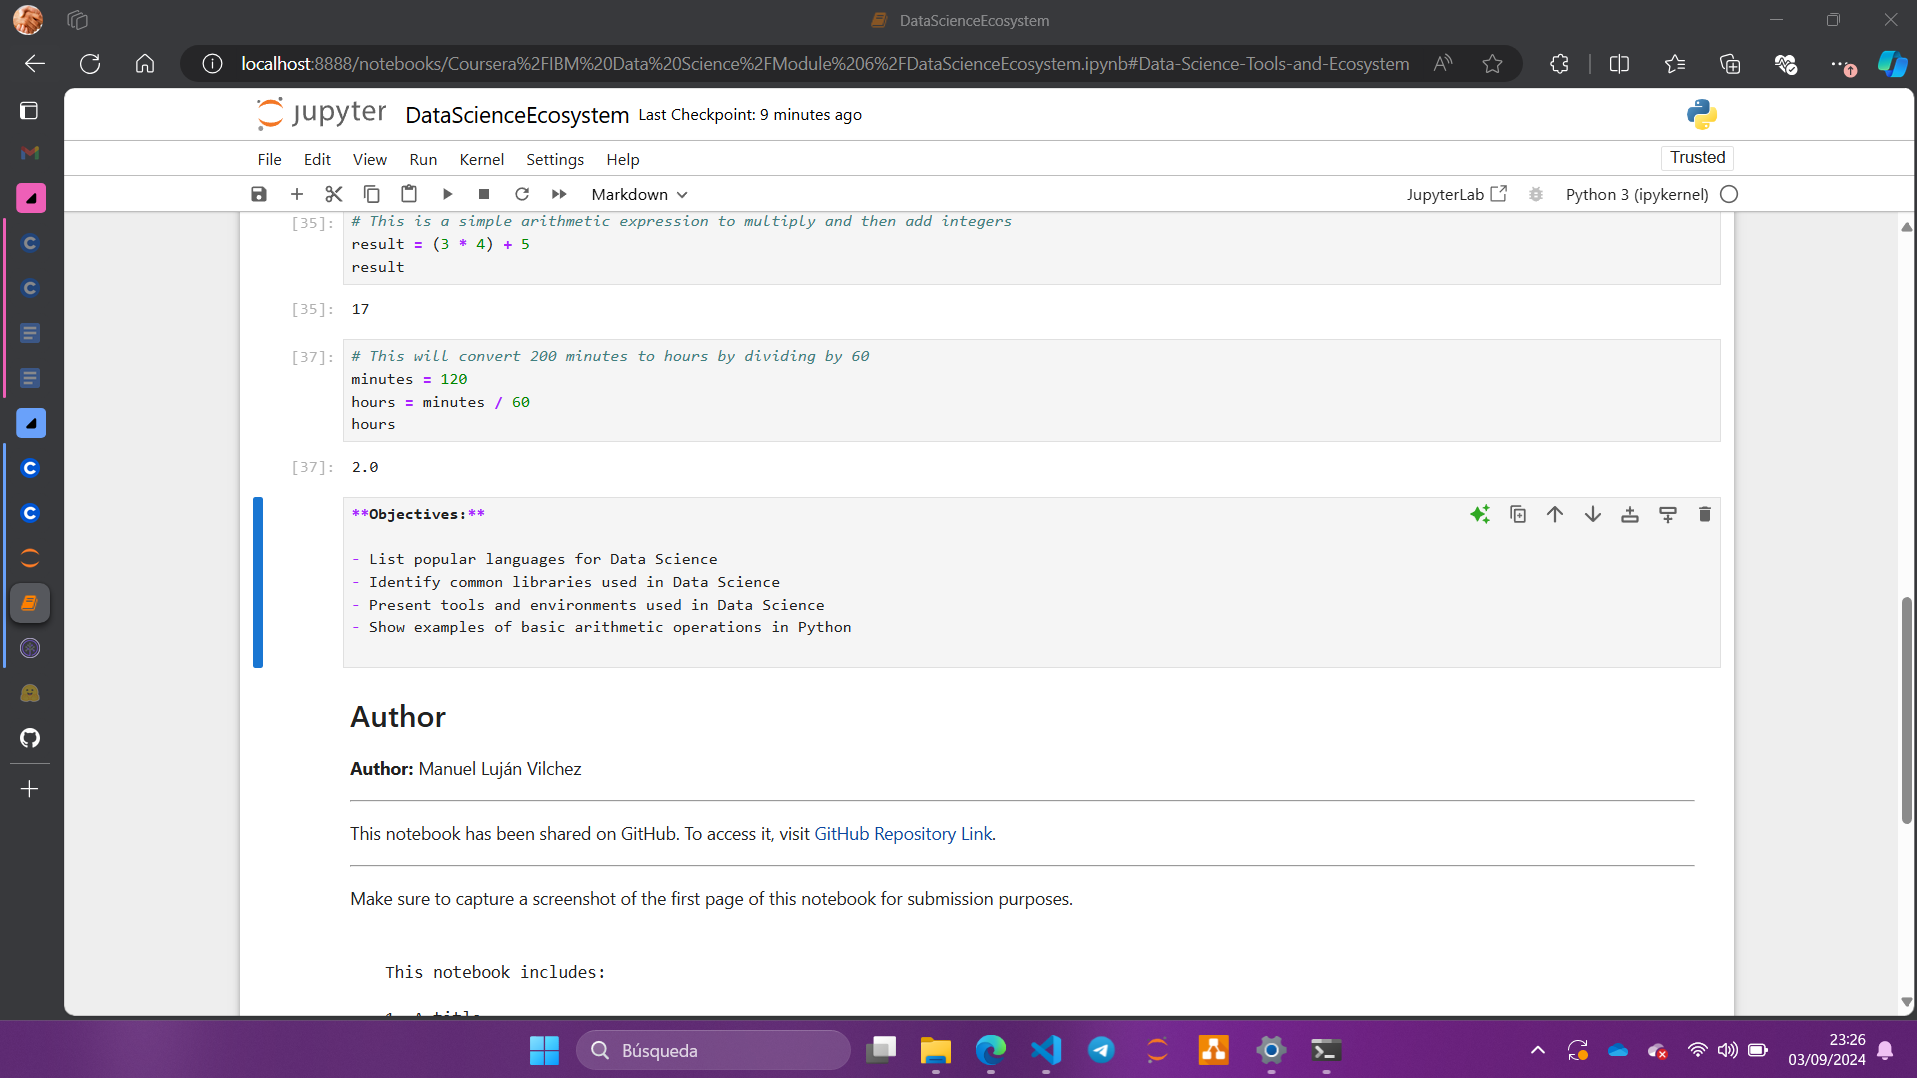 DataScienceEcosystem
localhost:8888/notebooks/Coursera%2FIBM%20Data%20Science%2FModule%206%2FDataScienceEcosystem.ipynb#Data-Science-Tools-and-Ecosystem
jupyter DataScienceEcosystem Last Checkpoint: 9 minutes ago
File Edit View Run Kernel Settings Help
Trusted
Markdown
JupyterLab
Python 3 (ipykernel)
[35]: # This is a simple arithmetic expression to multiply and then add integers
result = (3 * 4) + 5
result
[35]: 17
[37]: # This will convert 200 minutes to hours by dividing by 60
minutes = 120
hours = minutes / 60
hours
[37]: 2.0
**Objectives:**
- List popular languages for Data Science
- Identify common libraries used in Data Science
- Present tools and environments used in Data Science
- Show examples of basic arithmetic operations in Python
Author
Author: Manuel Luján Vilchez
This notebook has been shared on GitHub. To access it, visit GitHub Repository Link.
Make sure to capture a screenshot of the first page of this notebook for submission purposes.
This notebook includes:
1. A title
Búsqueda
23:26
03/09/2024